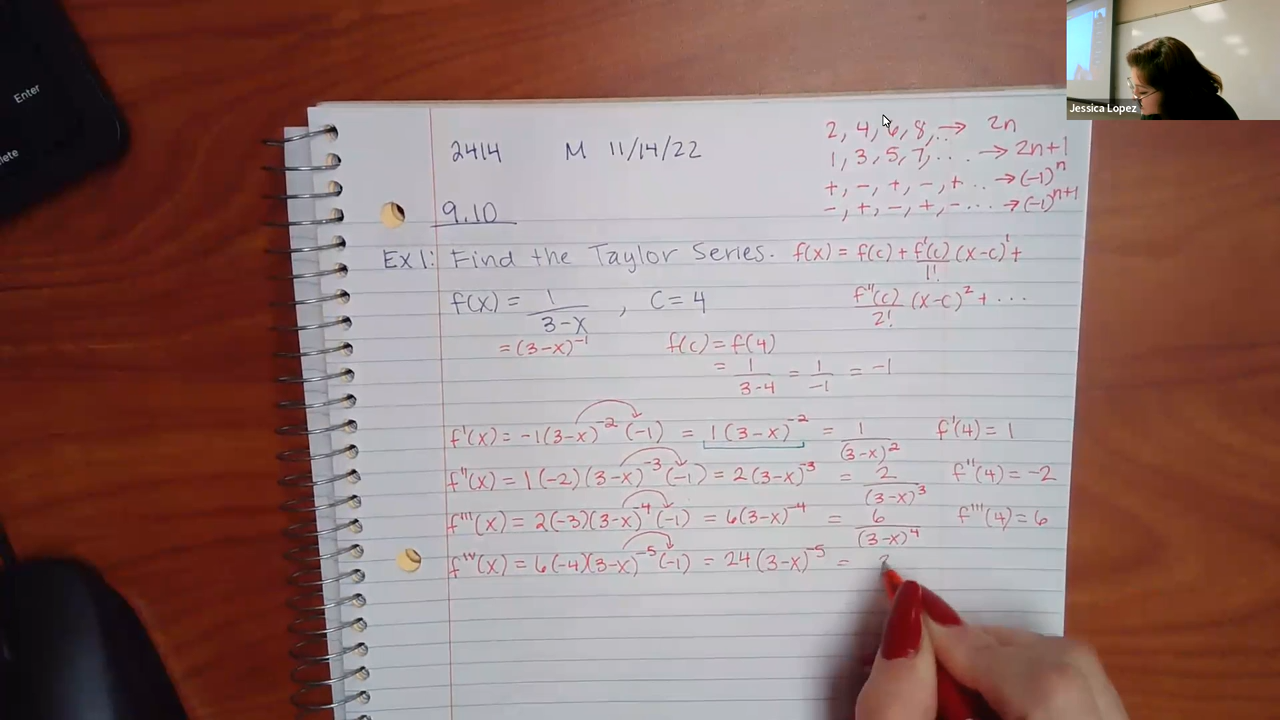 Enter
lete
Jessica Lopez
2414 M 11/14/22
2, 4, 6, 8, ... → 2n
1, 3, 5, 7, ... → 2n+1
+, -, +, -, + ... → (-1)^n
-, +, -, +, - ... → (-1)^{n+1}
9.10
Ex 1: Find the Taylor Series. f(x) = f(c) + f'(c)/1! (x-c)^1 +
f''(c)/2! (x-c)^2 + ...
f(x) = 1/(3-x) , C = 4
= (3-x)^{-1}
f(c) = f(4)
= 1/(3-4) = 1/-1 = -1
f'(x) = -1(3-x)^{-2}(-1) = 1(3-x)^{-2} = 1/(3-x)^2 f'(4) = 1
f''(x) = 1(-2)(3-x)^{-3}(-1) = 2(3-x)^{-3} = 2/(3-x)^3 f''(4) = -2
f'''(x) = 2(-3)(3-x)^{-4}(-1) = 6(3-x)^{-4} = 6/(3-x)^4 f'''(4) = 6
f^{IV}(x) = 6(-4)(3-x)^{-5}(-1) = 24(3-x)^{-5} =